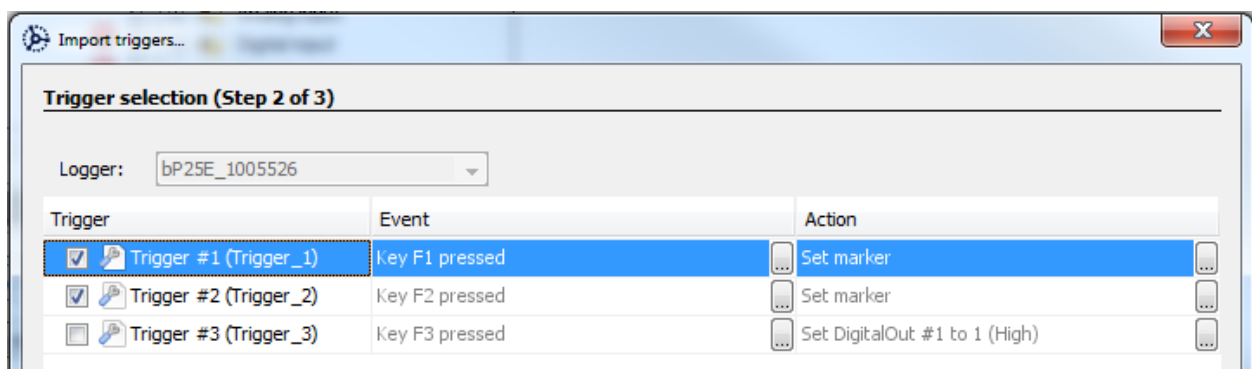 Import triggers...
Trigger selection (Step 2 of 3)
Logger: bP25E_1005526
Trigger Event Action
Trigger #1 (Trigger_1) Key F1 pressed ... Set marker ...
Trigger #2 (Trigger_2) Key F2 pressed ... Set marker ...
Trigger #3 (Trigger_3) Key F3 pressed ... Set DigitalOut #1 to 1 (High) ...